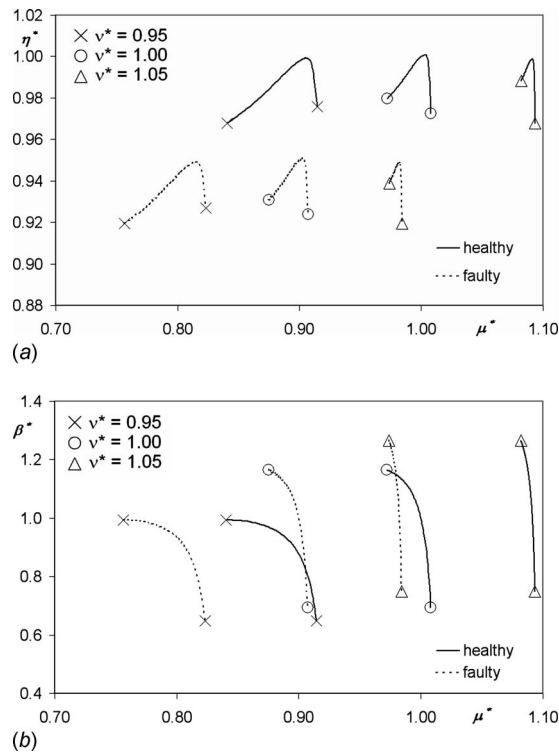 1.02
η*
1.00
0.98
0.96
0.94
0.92
0.90
0.88
× ν* = 0.95
○ ν* = 1.00
△ ν* = 1.05
healthy
faulty
0.70 0.80 0.90 1.00 μ* 1.10
(a)
1.4
β*
1.2
1.0
0.8
0.6
0.4
× ν* = 0.95
○ ν* = 1.00
△ ν* = 1.05
healthy
faulty
0.70 0.80 0.90 1.00 μ* 1.10
(b)